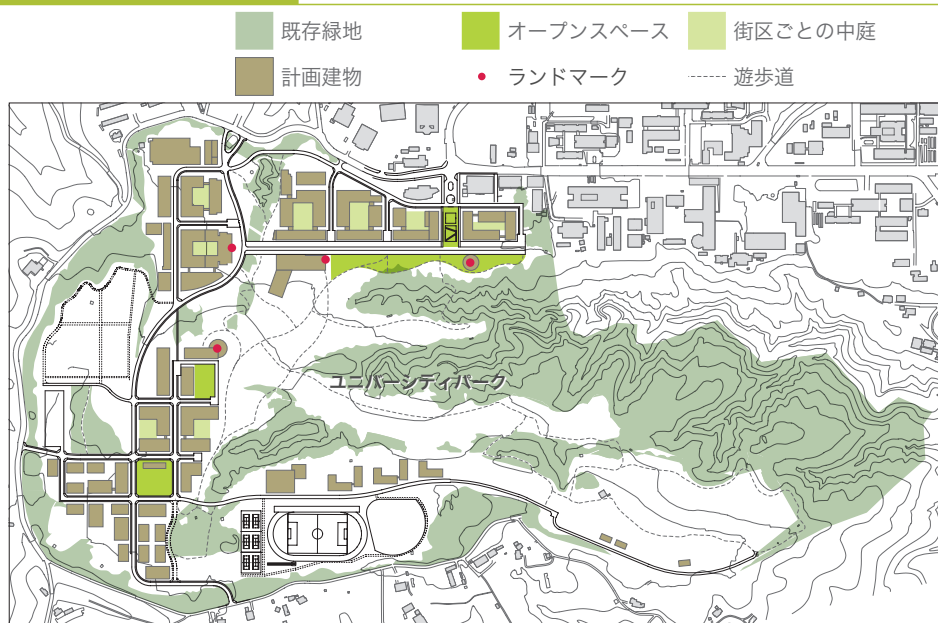 既存緑地
オープンスペース
街区ごとの中庭
計画建物
ランドマーク
遊歩道
ユニバーシティパーク